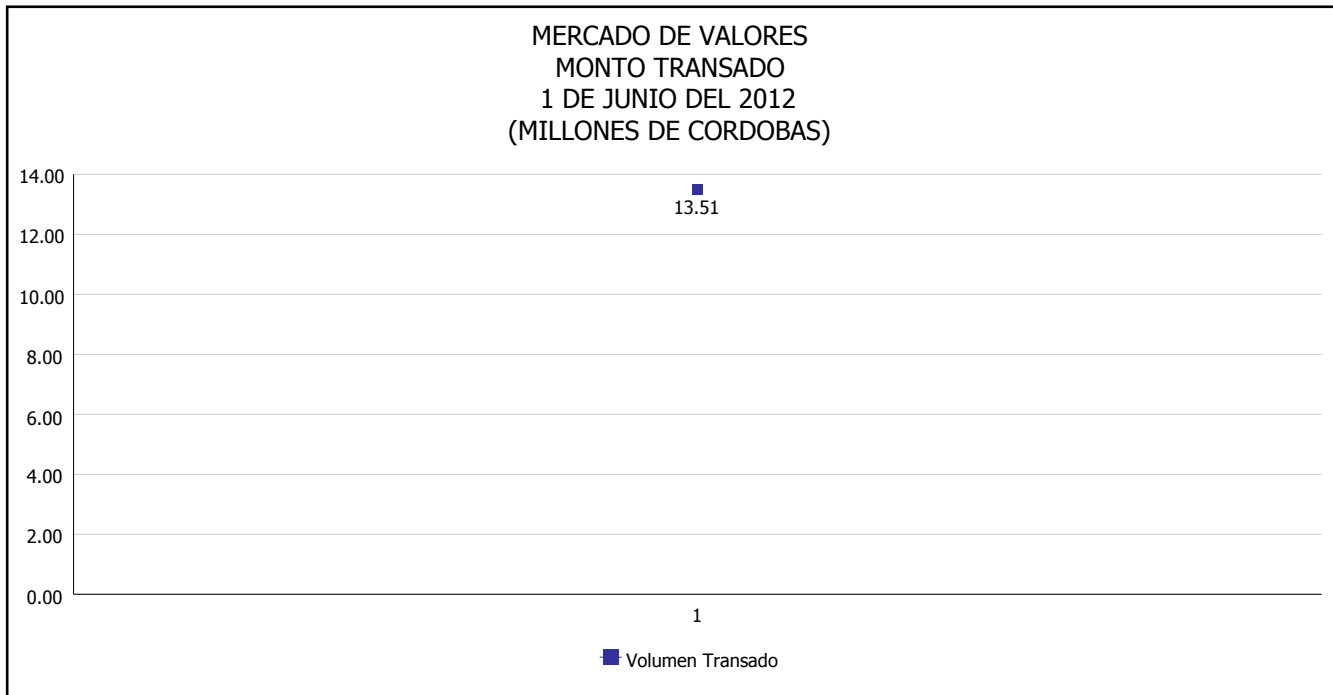 MERCADO DE VALORES
MONTO TRANSADO
1 DE JUNIO DEL 2012
(MILLONES DE CORDOBAS)
14.00
13.51
12.00
10.00
8.00
6.00
4.00
2.00
0.00
1
Volumen Transado